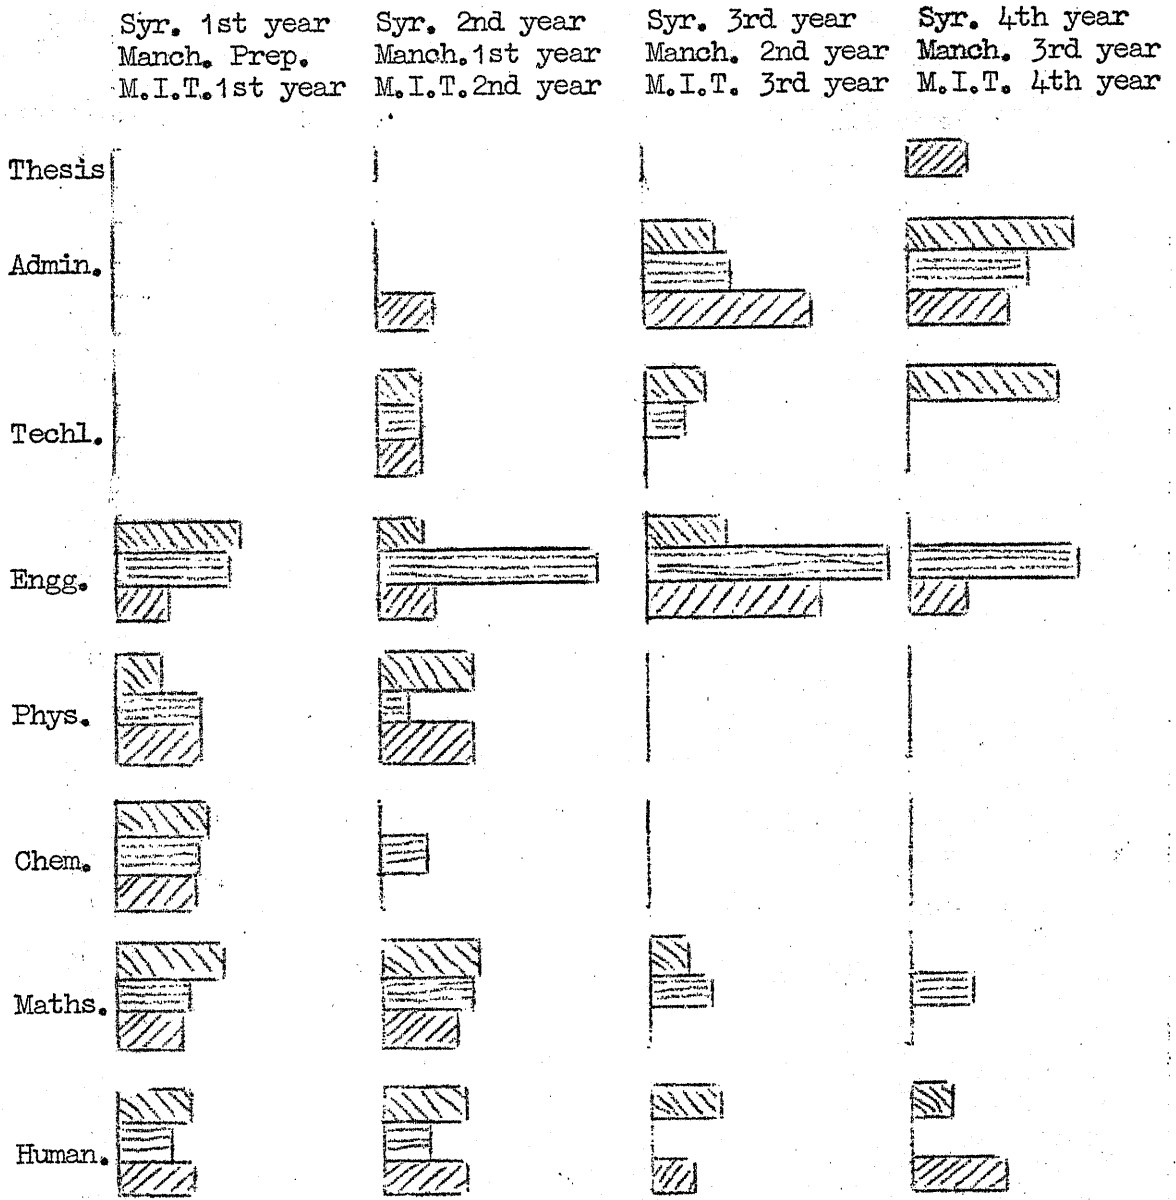 Syr. 1st year Syr. 2nd year Syr. 3rd year Syr. 4th year
Manch. Prep. Manch.1st year Manch. 2nd year Manch. 3rd year
M.I.T.1st year M.I.T.2nd year M.I.T. 3rd year M.I.T. 4th year
Thesis
Admin.
Techl.
Engg.
Phys.
Chem.
Maths.
Human.